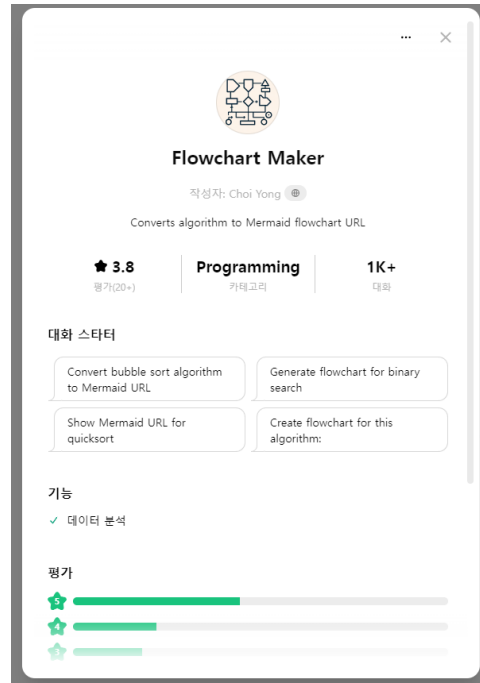 Flowchart Maker
작성자: Choi Yong
Converts algorithm to Mermaid flowchart URL
3.8
평가(20+)
Programming
카테고리
1K+
대화
대화 스타터
Convert bubble sort algorithm
to Mermaid URL
Generate flowchart for binary
search
Show Mermaid URL for
quicksort
Create flowchart for this
algorithm:
기능
데이터 분석
평가
5
4
3